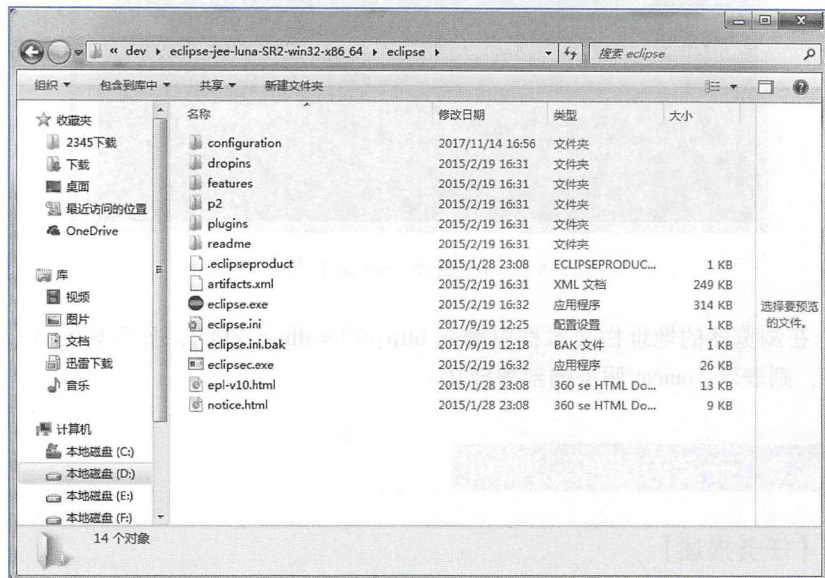 « dev ▸ eclipse-jee-luna-SR2-win32-x86_64 ▸ eclipse ▸
搜索 eclipse
组织 包含到库中 共享 新建文件夹
收藏夹
2345下载
下载
桌面
最近访问的位置
OneDrive
库
视频
图片
文档
迅雷下载
音乐
计算机
本地磁盘 (C:)
本地磁盘 (D:)
本地磁盘 (E:)
本地磁盘 (F:)
名称 修改日期 类型 大小
configuration 2017/11/14 16:56 文件夹
dropins 2015/2/19 16:31 文件夹
features 2015/2/19 16:31 文件夹
p2 2015/2/19 16:31 文件夹
plugins 2015/2/19 16:31 文件夹
readme 2015/2/19 16:31 文件夹
.eclipseproduct 2015/1/28 23:08 ECLIPSEPRODUC... 1 KB
artifacts.xml 2015/2/19 16:31 XML 文档 249 KB
eclipse.exe 2015/2/19 16:32 应用程序 314 KB
eclipse.ini 2017/9/9 12:25 配置设置 1 KB
eclipse.ini.bak 2017/9/9 12:18 BAK 文件 1 KB
eclipsec.exe 2015/2/19 16:32 应用程序 26 KB
epl-v10.html 2015/1/28 23:08 360 se HTML Do... 13 KB
notice.html 2015/1/28 23:08 360 se HTML Do... 9 KB
选择要预览
的文件。
14 个对象